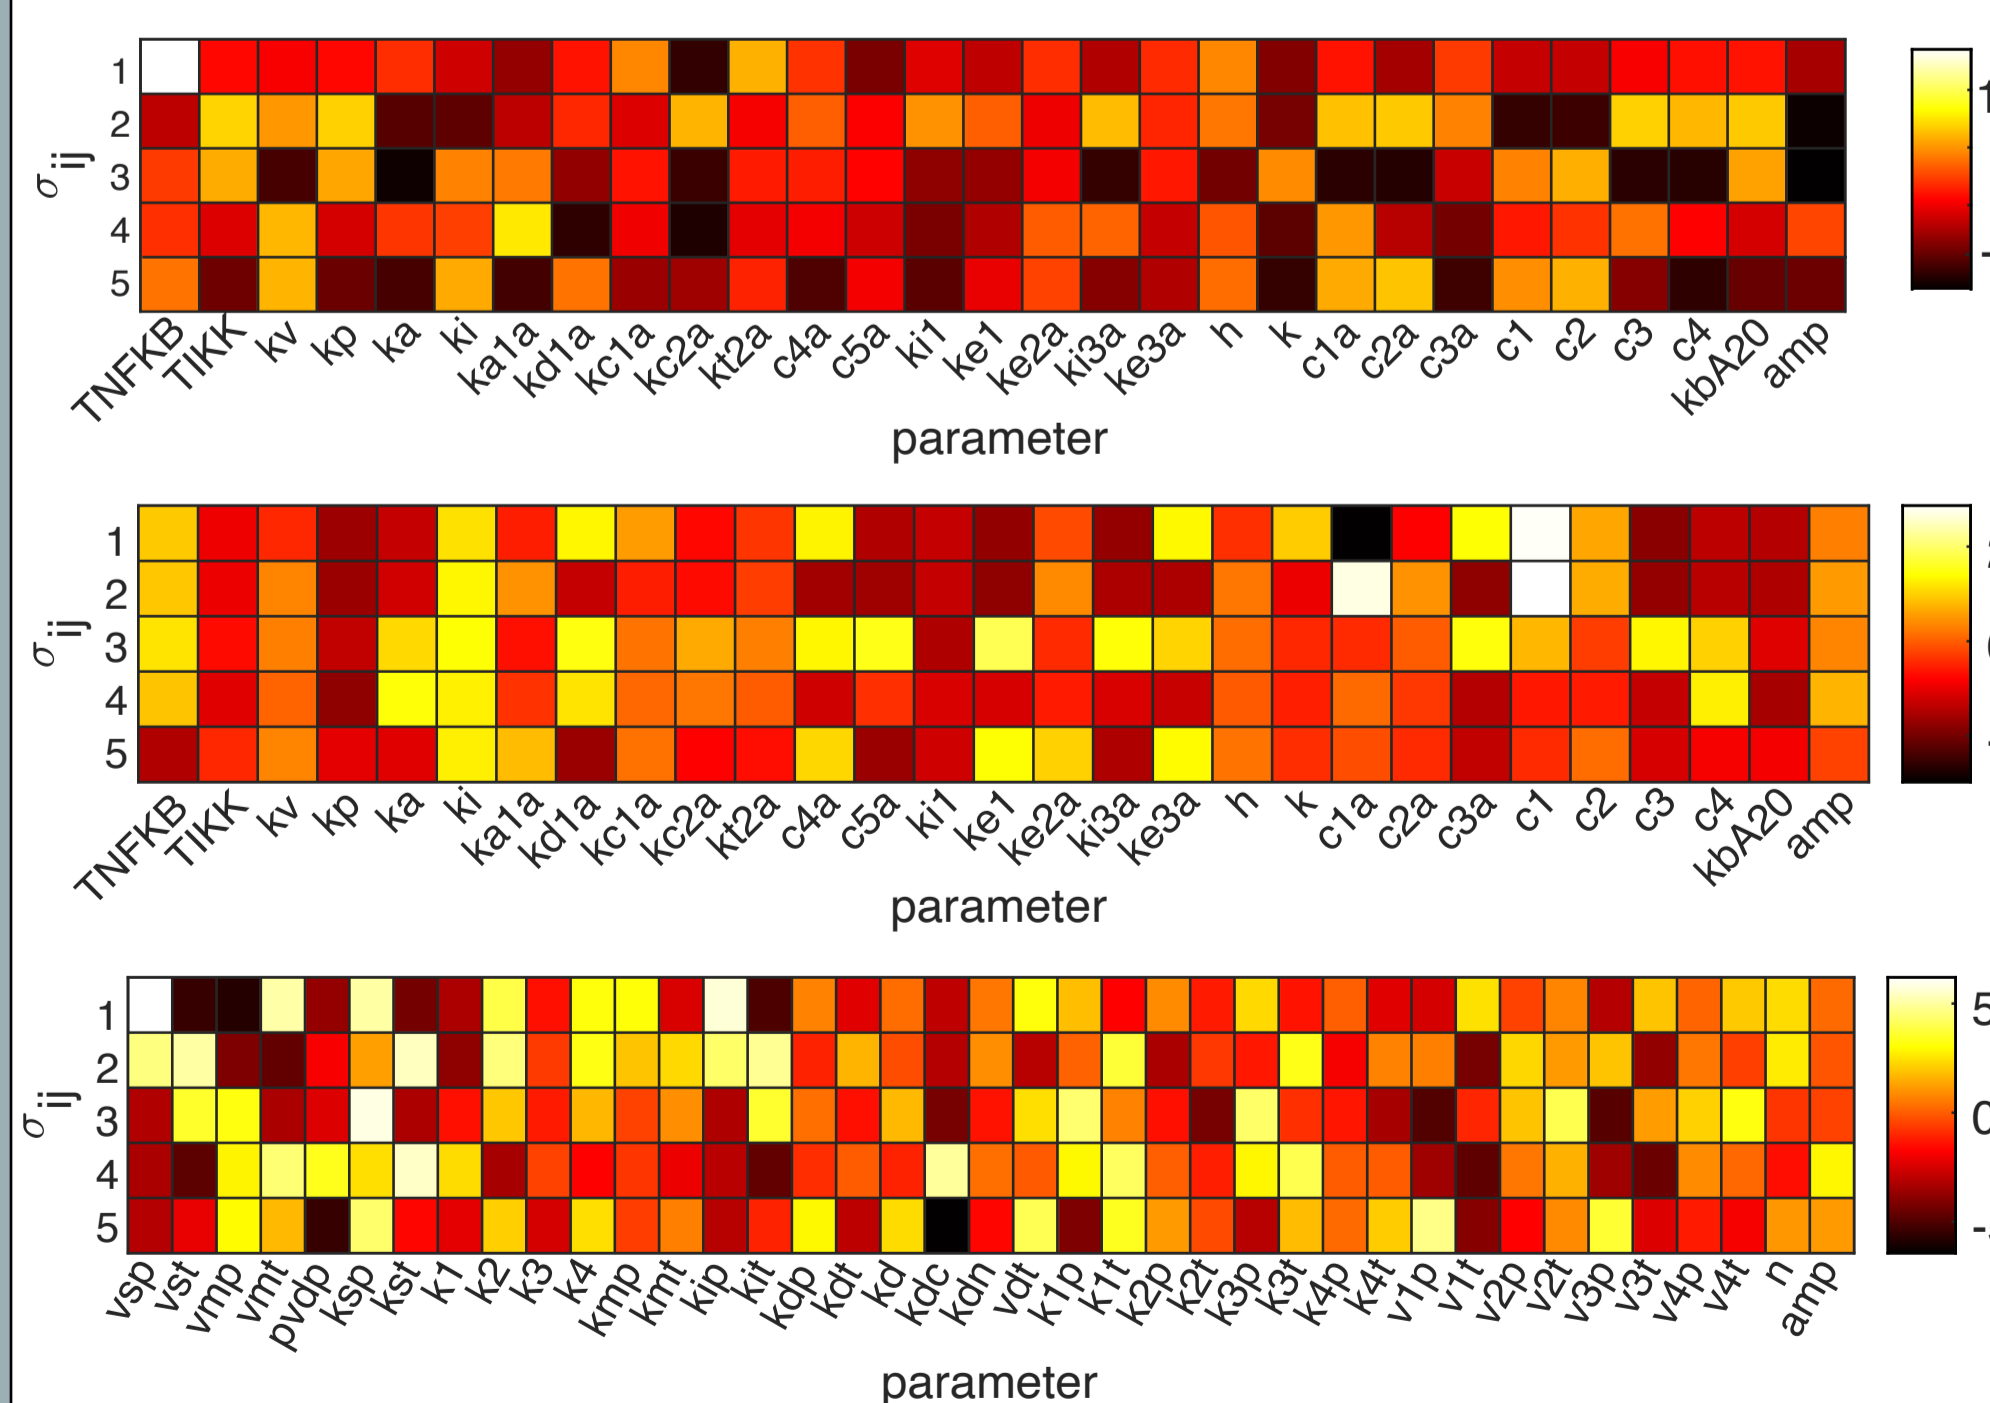 1
2
3
4
5
σ ij
TNFKB TIKK kv kp ka ki ka1a kd1a kc1a kc2a kt2a c4a c5a ki1 ke1 ke2a ki3a ke3a h k c1a c2a c3a c1 c2 c3 c4 kbA20 amp
parameter
1
2
3
4
5
σ ij
TNFKB TIKK kv kp ka ki ka1a kd1a kc1a kc2a kt2a c4a c5a ki1 ke1 ke2a ki3a ke3a h k c1a c2a c3a c1 c2 c3 c4 kbA20 amp
parameter
1
2
3
4
5
σ ij
5
vsp vst vmp vmt pvdp ksp kst k1 k2 k3 k4 kmp kmt kip kit kdp kdt kd kdc kdn vdt k1p k1t k2p k2t k3p k3t k4p k4t v1p v1t v2p v2t v3p v3t v4p v4t n amp
parameter